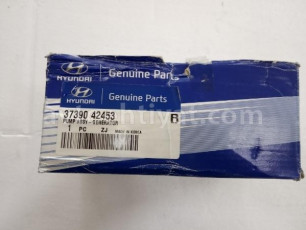 HYUNDAI Genuine Parts
HYUNDAI Genuine Parts
37390 42453 R
PUMP ASSY-GENERATOR
1 PC ZJ MADE IN KOREA